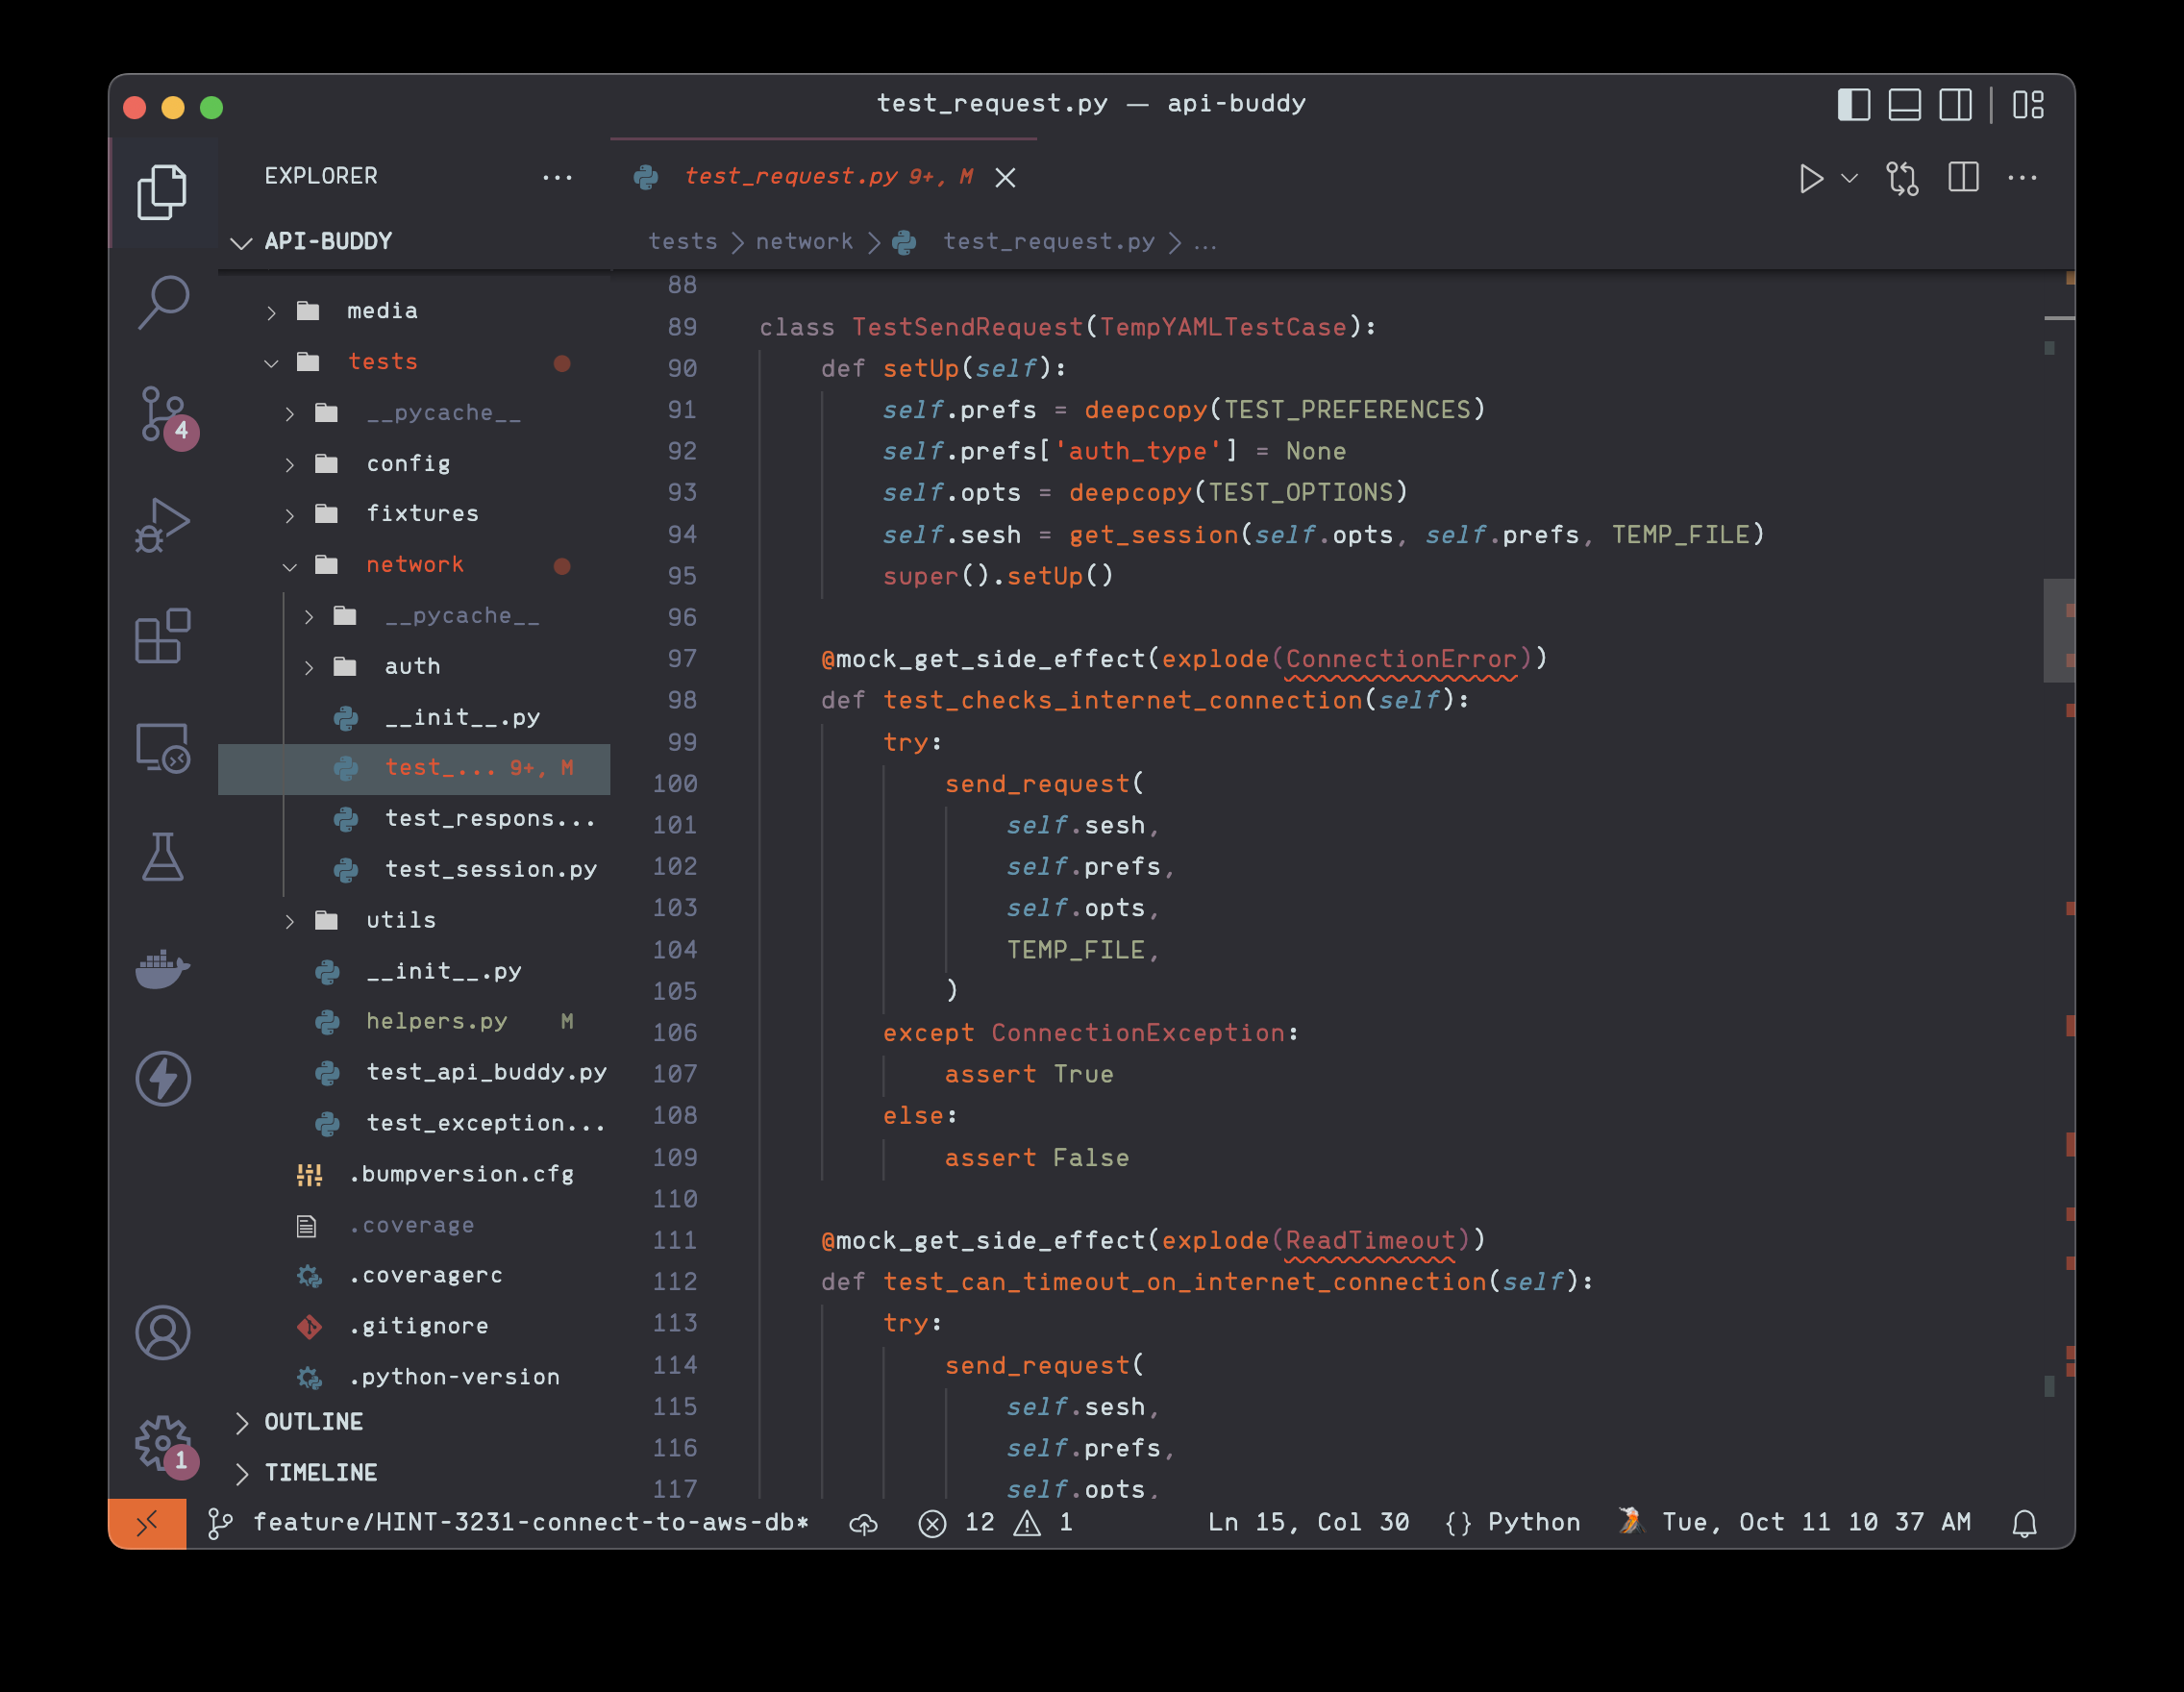 test_request.py — api-buddy
EXPLORER
API-BUDDY
media
tests
__pycache__
config
fixtures
network
__pycache__
auth
__init__.py
test_... 9+, M
test_respons...
test_session.py
utils
__init__.py
helpers.py M
test_api_buddy.py
test_exception...
.bumpversion.cfg
.coverage
.coveragerc
.gitignore
.python-version
OUTLINE
TIMELINE
4
1
test_request.py 9+, M
tests > network > test_request.py > ...
88
89 class TestSendRequest(TempYAMLTestCase):
90 def setUp(self):
91 self.prefs = deepcopy(TEST_PREFERENCES)
92 self.prefs['auth_type'] = None
93 self.opts = deepcopy(TEST_OPTIONS)
94 self.sesh = get_session(self.opts, self.prefs, TEMP_FILE)
95 super().setUp()
96
97 @mock_get_side_effect(explode(ConnectionError))
98 def test_checks_internet_connection(self):
99 try:
100 send_request(
101 self.sesh,
102 self.prefs,
103 self.opts,
104 TEMP_FILE,
105 )
106 except ConnectionException:
107 assert True
108 else:
109 assert False
110
111 @mock_get_side_effect(explode(ReadTimeout))
112 def test_can_timeout_on_internet_connection(self):
113 try:
114 send_request(
115 self.sesh,
116 self.prefs,
117 self.opts,
feature/HINT-3231-connect-to-aws-db* 12 1 Ln 15, Col 30 {} Python Tue, Oct 11 10 37 AM